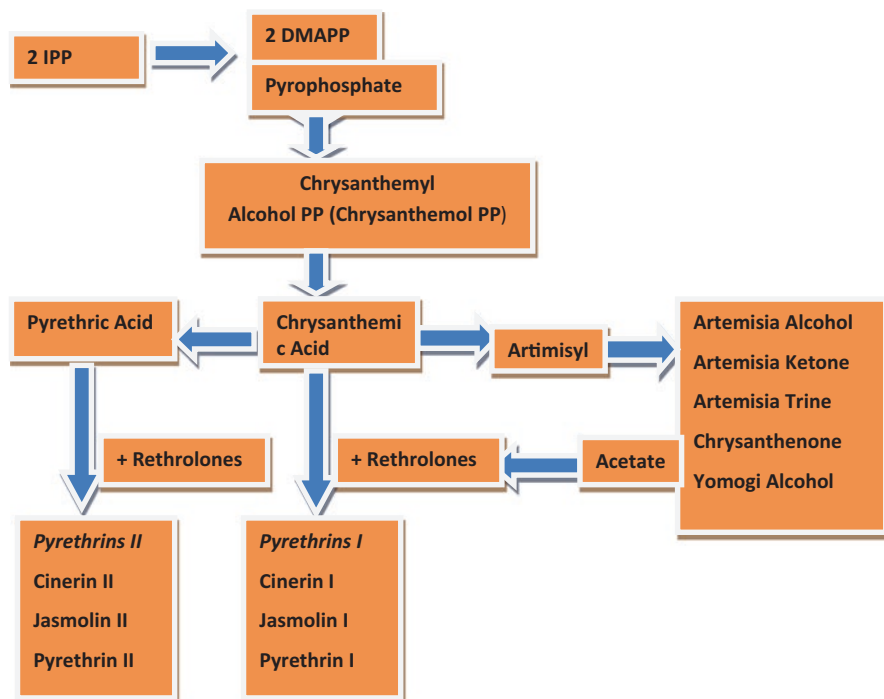 2 IPP
2 DMAPP
Pyrophosphate
Chrysanthemyl
Alcohol PP (Chrysanthemol PP)
Pyrethric Acid
Chrysanthemi
c Acid
Artimisyl
Artemisia Alcohol
Artemisia Ketone
Artemisia Trine
Chrysanthenone
Yomogi Alcohol
+ Rethrolones
+ Rethrolones
Acetate
Pyrethrins II
Cinerin II
Jasmolin II
Pyrethrin II
Pyrethrins I
Cinerin I
Jasmolin I
Pyrethrin I